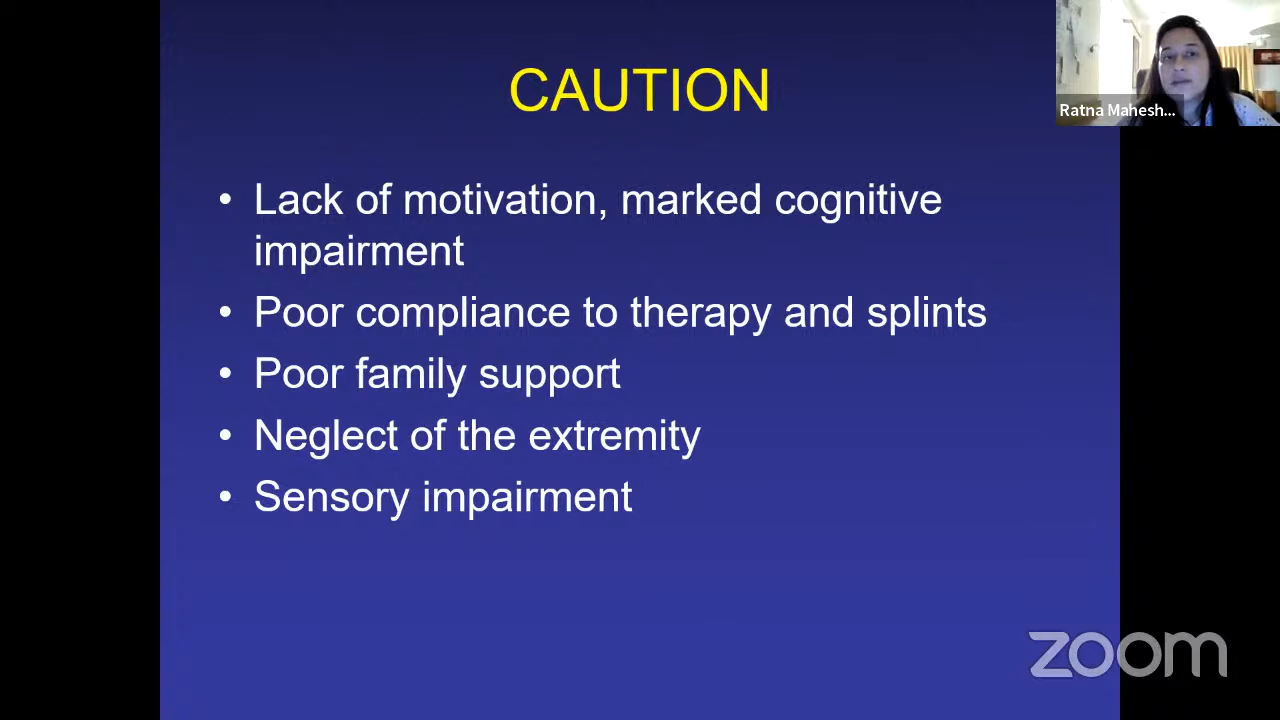 CAUTION
Ratna Mahesh...
• Lack of motivation, marked cognitive
impairment
• Poor compliance to therapy and splints
• Poor family support
• Neglect of the extremity
• Sensory impairment
zoom